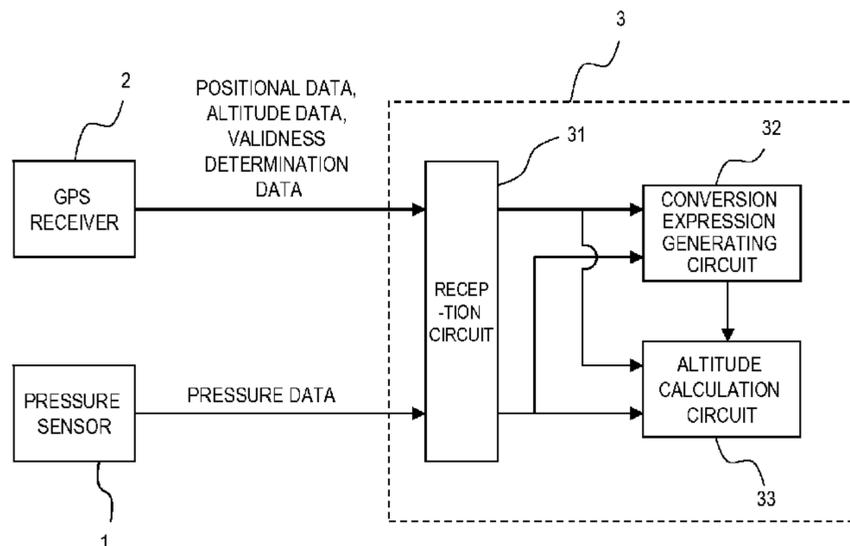 3
2
POSITIONAL DATA,
ALTITUDE DATA,
VALIDNESS
DETERMINATION
DATA
31
32
GPS
RECEIVER
CONVERSION
EXPRESSION
GENERATING
CIRCUIT
RECEP
-TION
CIRCUIT
PRESSURE
SENSOR
PRESSURE DATA
ALTITUDE
CALCULATION
CIRCUIT
33
1